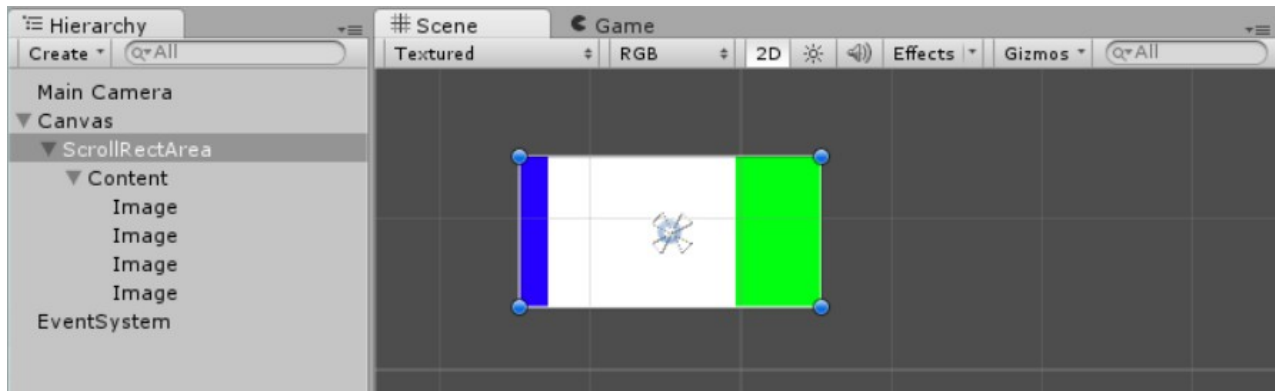 Hierarchy
Create All
Main Camera
Canvas
ScrollRectArea
Content
Image
Image
Image
Image
EventSystem
Scene Game
Textured RGB 2D Effects Gizmos All